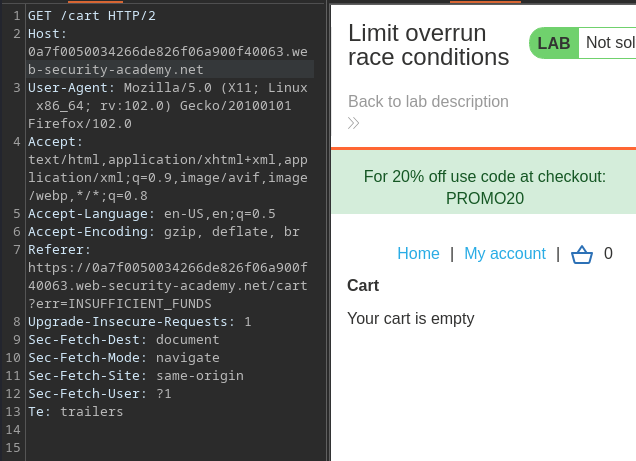 1 GET /cart HTTP/2
2 Host:
0a7f0050034266de826f06a900f40063.we
b-security-academy.net
3 User-Agent: Mozilla/5.0 (X11; Linux
x86_64; rv:102.0) Gecko/20100101
Firefox/102.0
4 Accept:
text/html,application/xhtml+xml,app
lication/xml;q=0.9,image/avif,image
/webp,*/*;q=0.8
5 Accept-Language: en-US,en;q=0.5
6 Accept-Encoding: gzip, deflate, br
7 Referer:
https://0a7f0050034266de826f06a900f
40063.web-security-academy.net/cart
?err=INSUFFICIENT_FUNDS
8 Upgrade-Insecure-Requests: 1
9 Sec-Fetch-Dest: document
10 Sec-Fetch-Mode: navigate
11 Sec-Fetch-Site: same-origin
12 Sec-Fetch-User: ?1
13 Te: trailers
14
15
Limit overrun
race conditions
LAB Not sol
Back to lab description
For 20% off use code at checkout:
PROMO20
Home | My account | 0
Cart
Your cart is empty